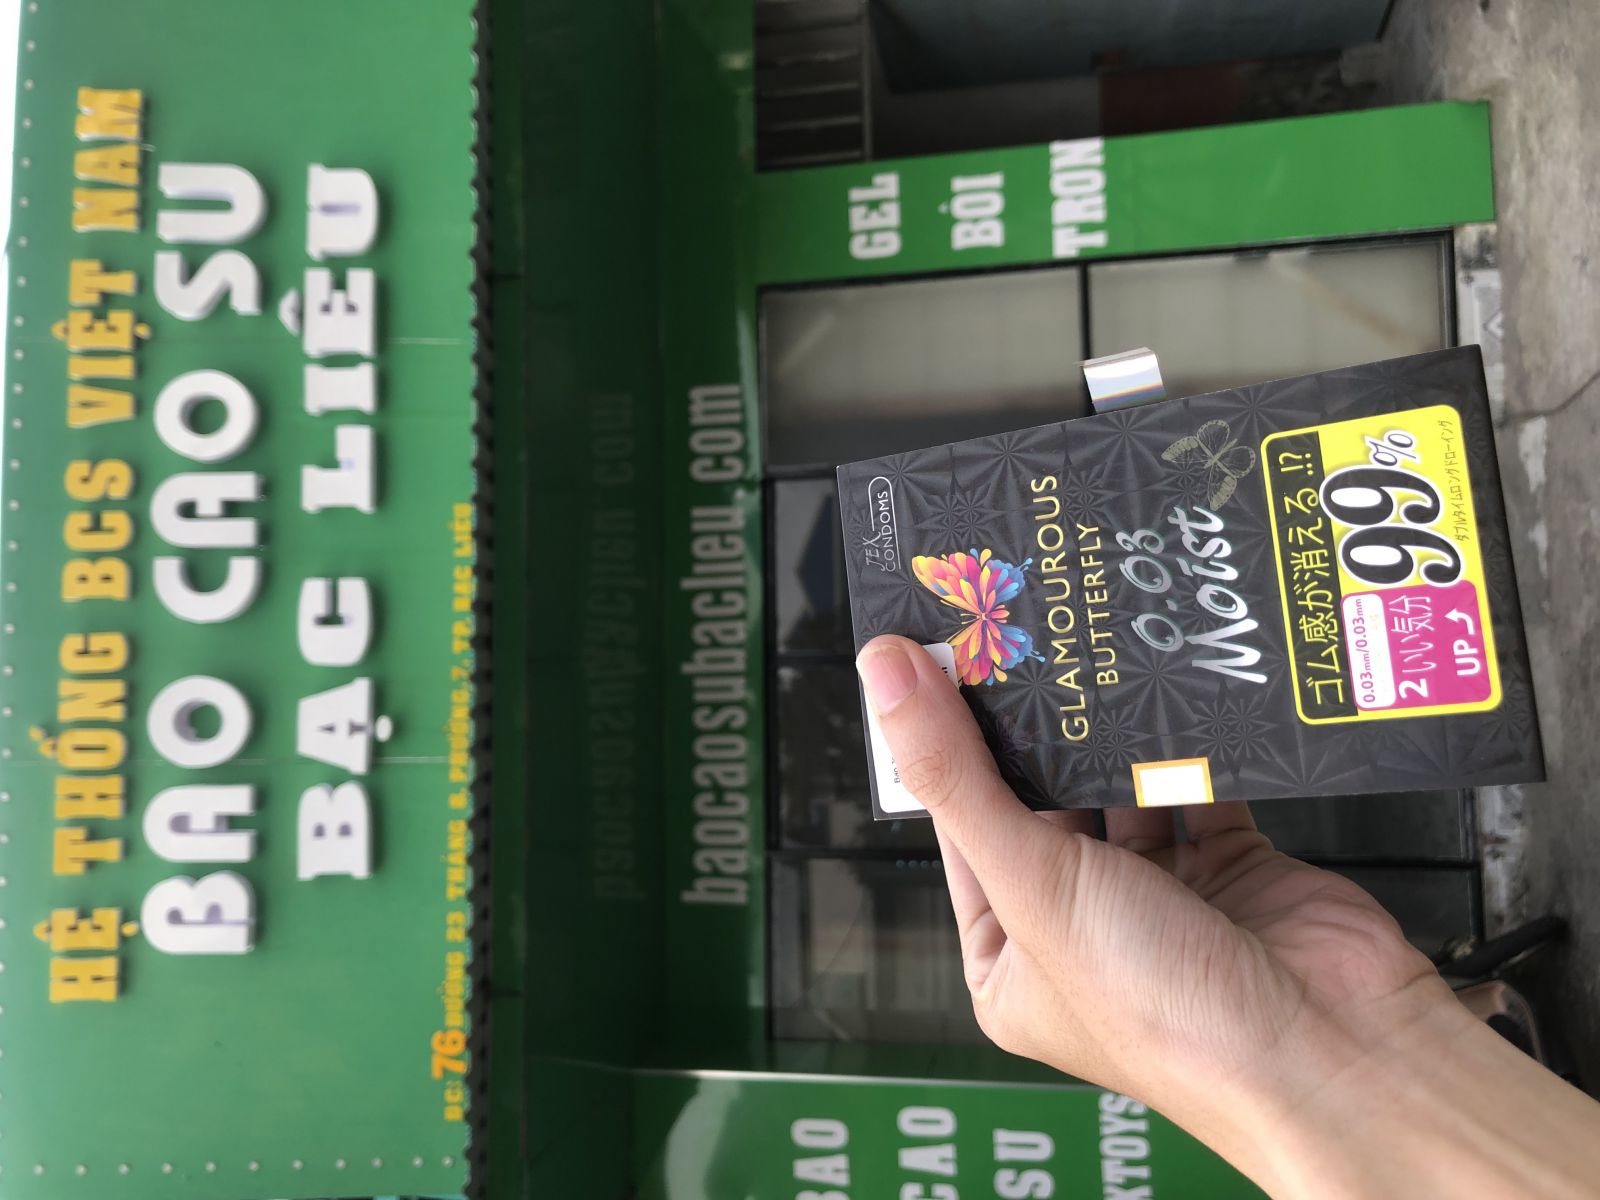 HỆ THỐNG BCS VIỆT NAM
BAO CAO SU
BẠC LIÊU
ĐC: 76 ĐƯỜNG 23 THÁNG 8, PHƯỜNG 7, TP. BẠC LIÊU
baocaosubaclieu.com
GEL
BÔI
TRƠN
BAO
CAO
SU
XTOYS
JEX
CONDOMS
GLAMOUROUS
BUTTERFLY
0.03
Moist
ゴム感が消える!?
0.03mm/0.03mm
2いい気分
UP
99%
ダブルタイムロングドローイング